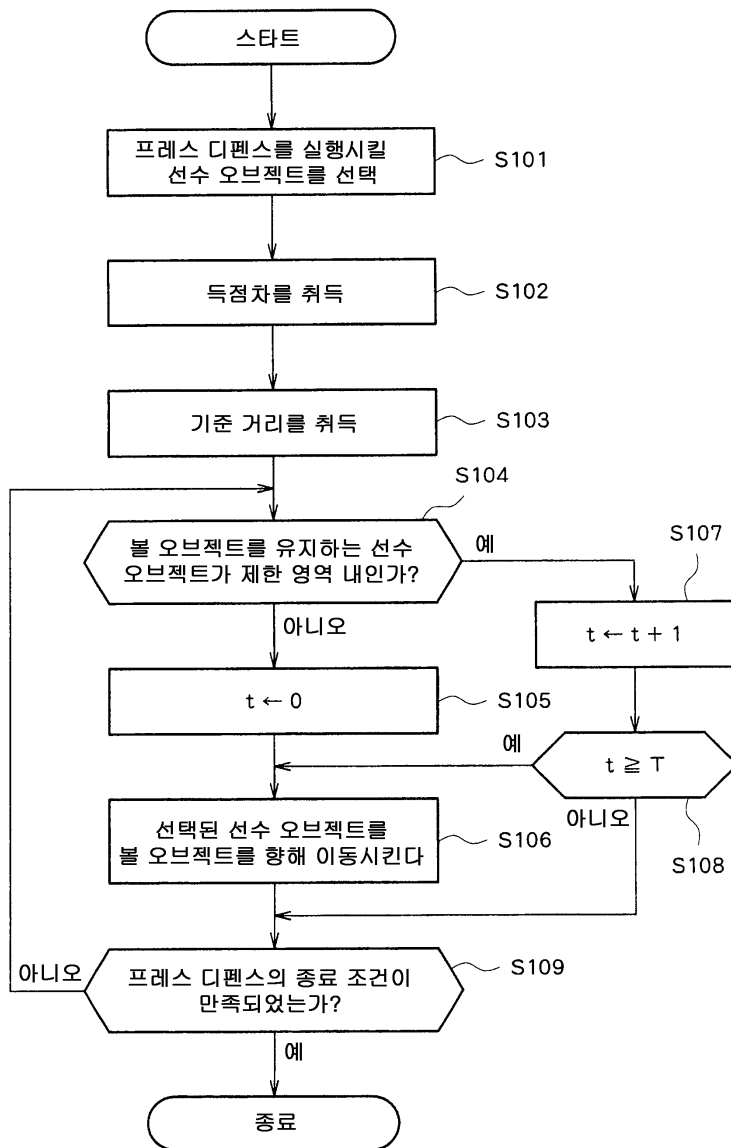 스타트
프레스 디펜스를 실행시킬
선수 오브젝트를 선택
S101
득점차를 취득
S102
기준 거리를 취득
S103
S104
볼 오브젝트를 유지하는 선수
오브젝트가 제한 영역 내인가?
예
S107
아니오
t ← t + 1
t ← 0
S105
예
t ≧ T
아니오
S108
선택된 선수 오브젝트를
볼 오브젝트를 향해 이동시킨다
S106
아니오
프레스 디펜스의 종료 조건이
만족되었는가?
S109
예
종료